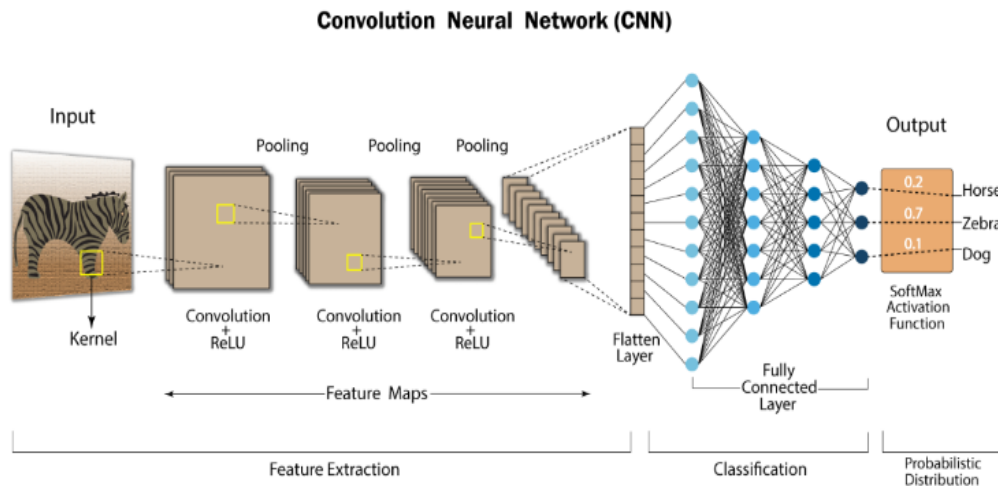 Convolution Neural Network (CNN)
Input
Kernel
Pooling
Pooling
Pooling
Convolution
+
ReLU
Convolution
+
ReLU
Convolution
+
ReLU
Feature Maps
Flatten
Layer
Fully
Connected
Layer
Output
0.2
Horse
0.7
Zebra
0.1
Dog
SoftMax
Activation
Function
Feature Extraction
Classification
Probabilistic
Distribution